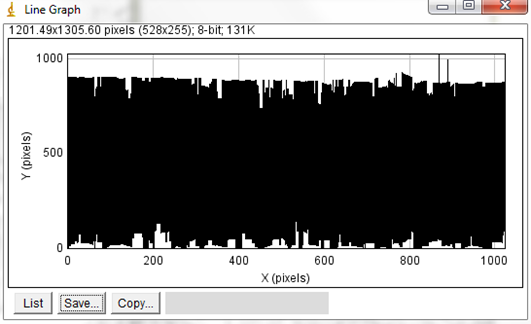 Line Graph
1201.49x1305.60 pixels (528x255); 8-bit; 131K
1000
500
0
Y (pixels)
0 200 400 600 800 1000
X (pixels)
List Save... Copy...